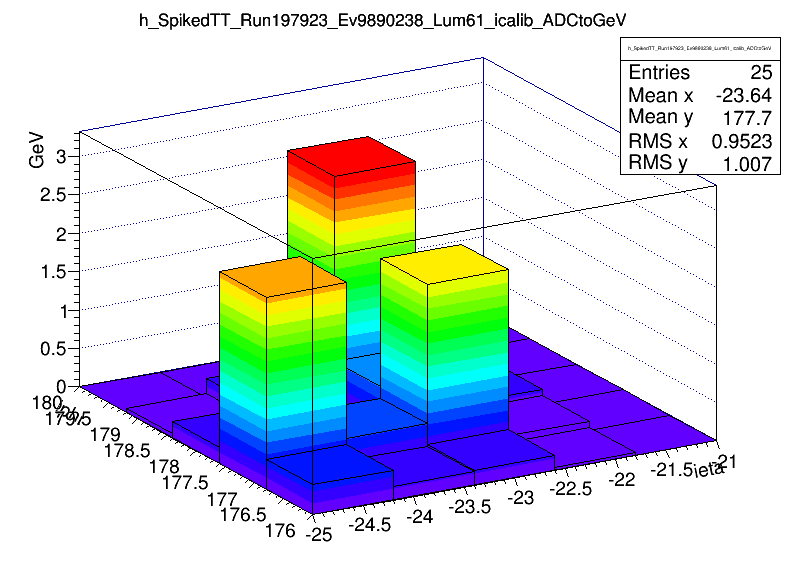 h_SpikedTT_Run197923_Ev9890238_Lum61_icalib_ADCtoGeV
h_SpikedTT_Run197923_Ev9890238_Lum61_icalib_ADCtoGeV
Entries 25
Mean x -23.64
Mean y 177.7
RMS x 0.9523
RMS y 1.007
GeV
3
2.5
2
1.5
1
0.5
0
180
179.5
179
178.5
178
177.5
177
176.5
176
-25
-24.5
-24
-23.5
-23
-22.5
-22
-21.5
-21
ieta